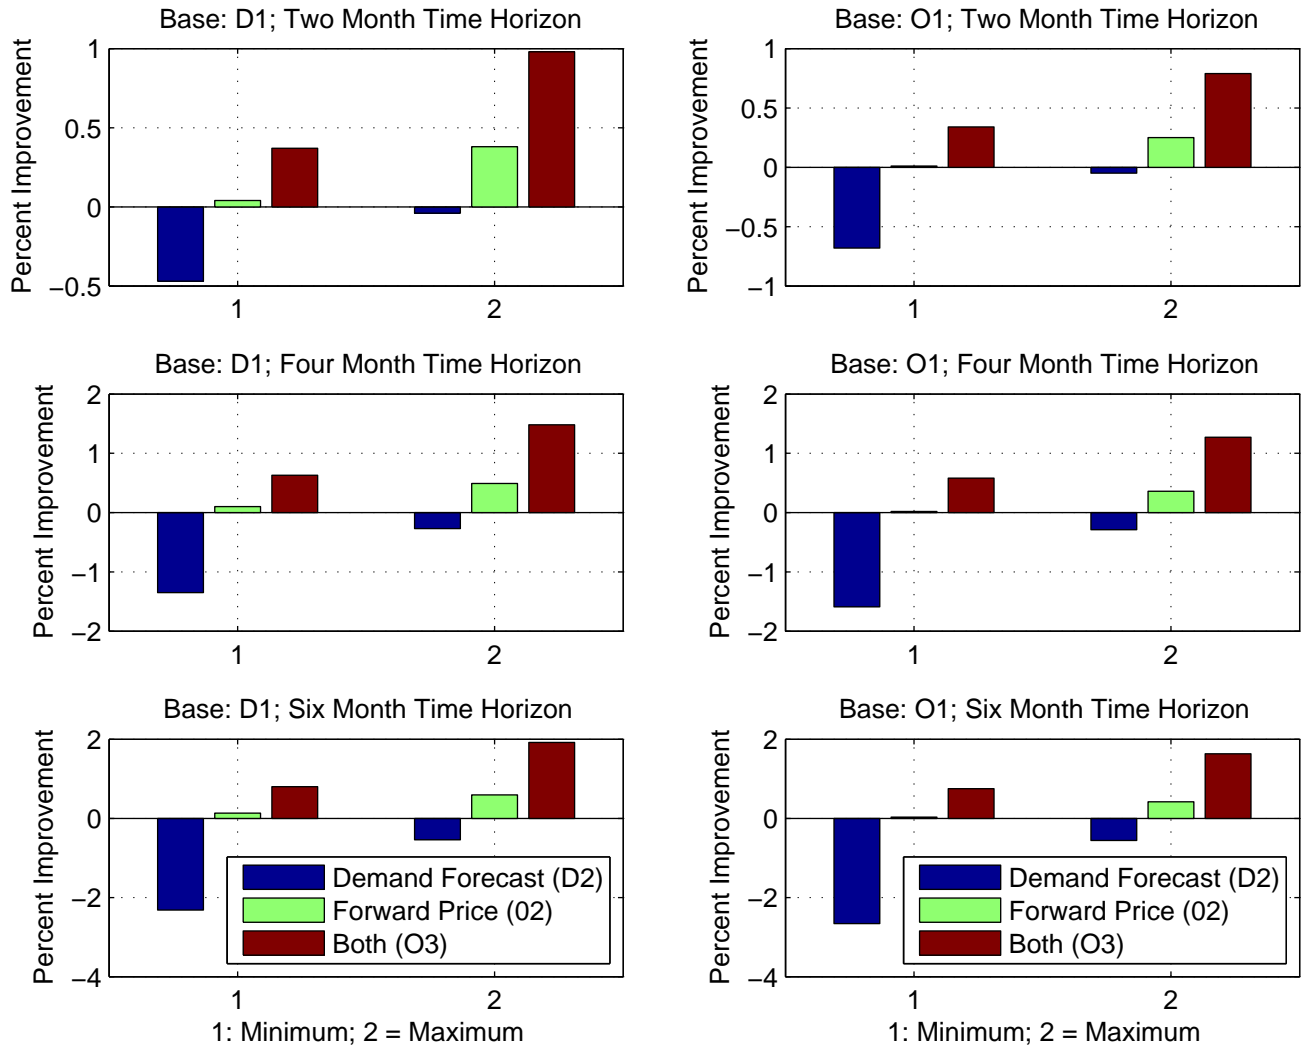 Base: D1; Two Month Time Horizon
Percent Improvement
1
0.5
0
−0.5
1
2
Base: O1; Two Month Time Horizon
Percent Improvement
1
0.5
0
−0.5
−1
1
2
Base: D1; Four Month Time Horizon
Percent Improvement
2
1
0
−1
−2
1
2
Base: O1; Four Month Time Horizon
Percent Improvement
2
1
0
−1
−2
1
2
Base: D1; Six Month Time Horizon
Percent Improvement
2
0
−2
−4
Demand Forecast (D2)
Forward Price (02)
Both (O3)
1
2
1: Minimum; 2 = Maximum
Base: O1; Six Month Time Horizon
Percent Improvement
2
0
−2
−4
Demand Forecast (D2)
Forward Price (02)
Both (O3)
1
2
1: Minimum; 2 = Maximum